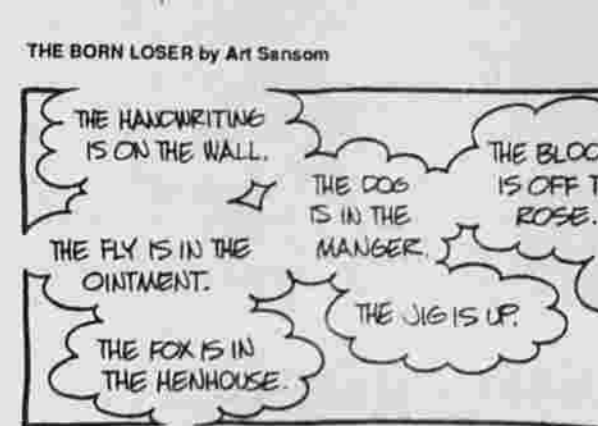 THE BORN LOSER by Art Sansom
THE HANDWRITING
IS ON THE WALL.
THE FLY IS IN THE
OINTMENT.
THE FOX IS IN
THE HENHOUSE.
THE DOG
IS IN THE
MANGER.
THE JIG IS UP.
THE BLOO
IS OFF T
ROSE.